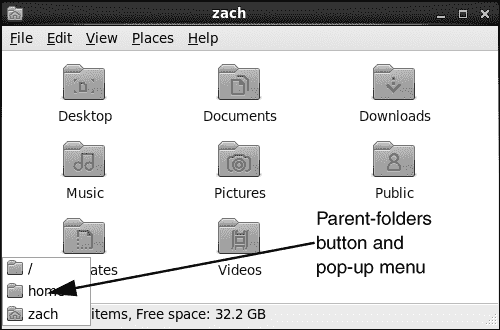 zach
File Edit View Places Help
Desktop Documents Downloads
Music Pictures Public
Parent-folders
button and
pop-up menu
Videos
/
zach
items, Free space: 32.2 GB